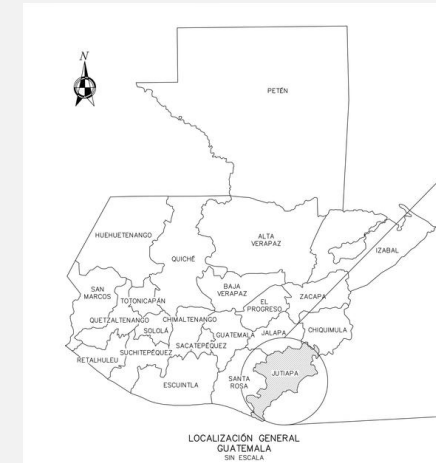 N
PETÉN
HUEHUETENANGO
QUICHÉ
ALTA
VERAPAZ
IZABAL
SAN
MARCOS
TOTONICAPÁN
BAJA
VERAPAZ
EL
PROGRESO
ZACAPA
QUETZALTENANGO
CHIMALTENANGO
SOLOLÁ
GUATEMALA
JALAPA
CHIQUIMULA
RETALHULEU
SUCHITEPÉQUEZ
SACATEPÉQUEZ
ESCUINTLA
SANTA
ROSA
JUTIAPA
LOCALIZACIÓN GENERAL
GUATEMALA
SIN ESCALA